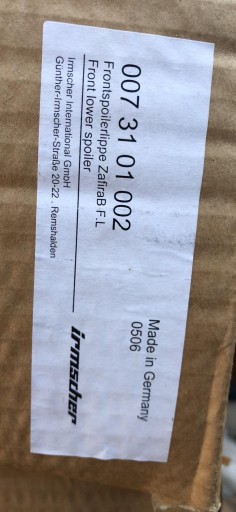 007 31 01 002
Frontspoilerlippe ZafiraB F.L
Front lower spoiler
Irmscher International GmbH
Günther-Irmscher-Straße 20-22 . Remshalden
Made in Germany
0506
irmscher